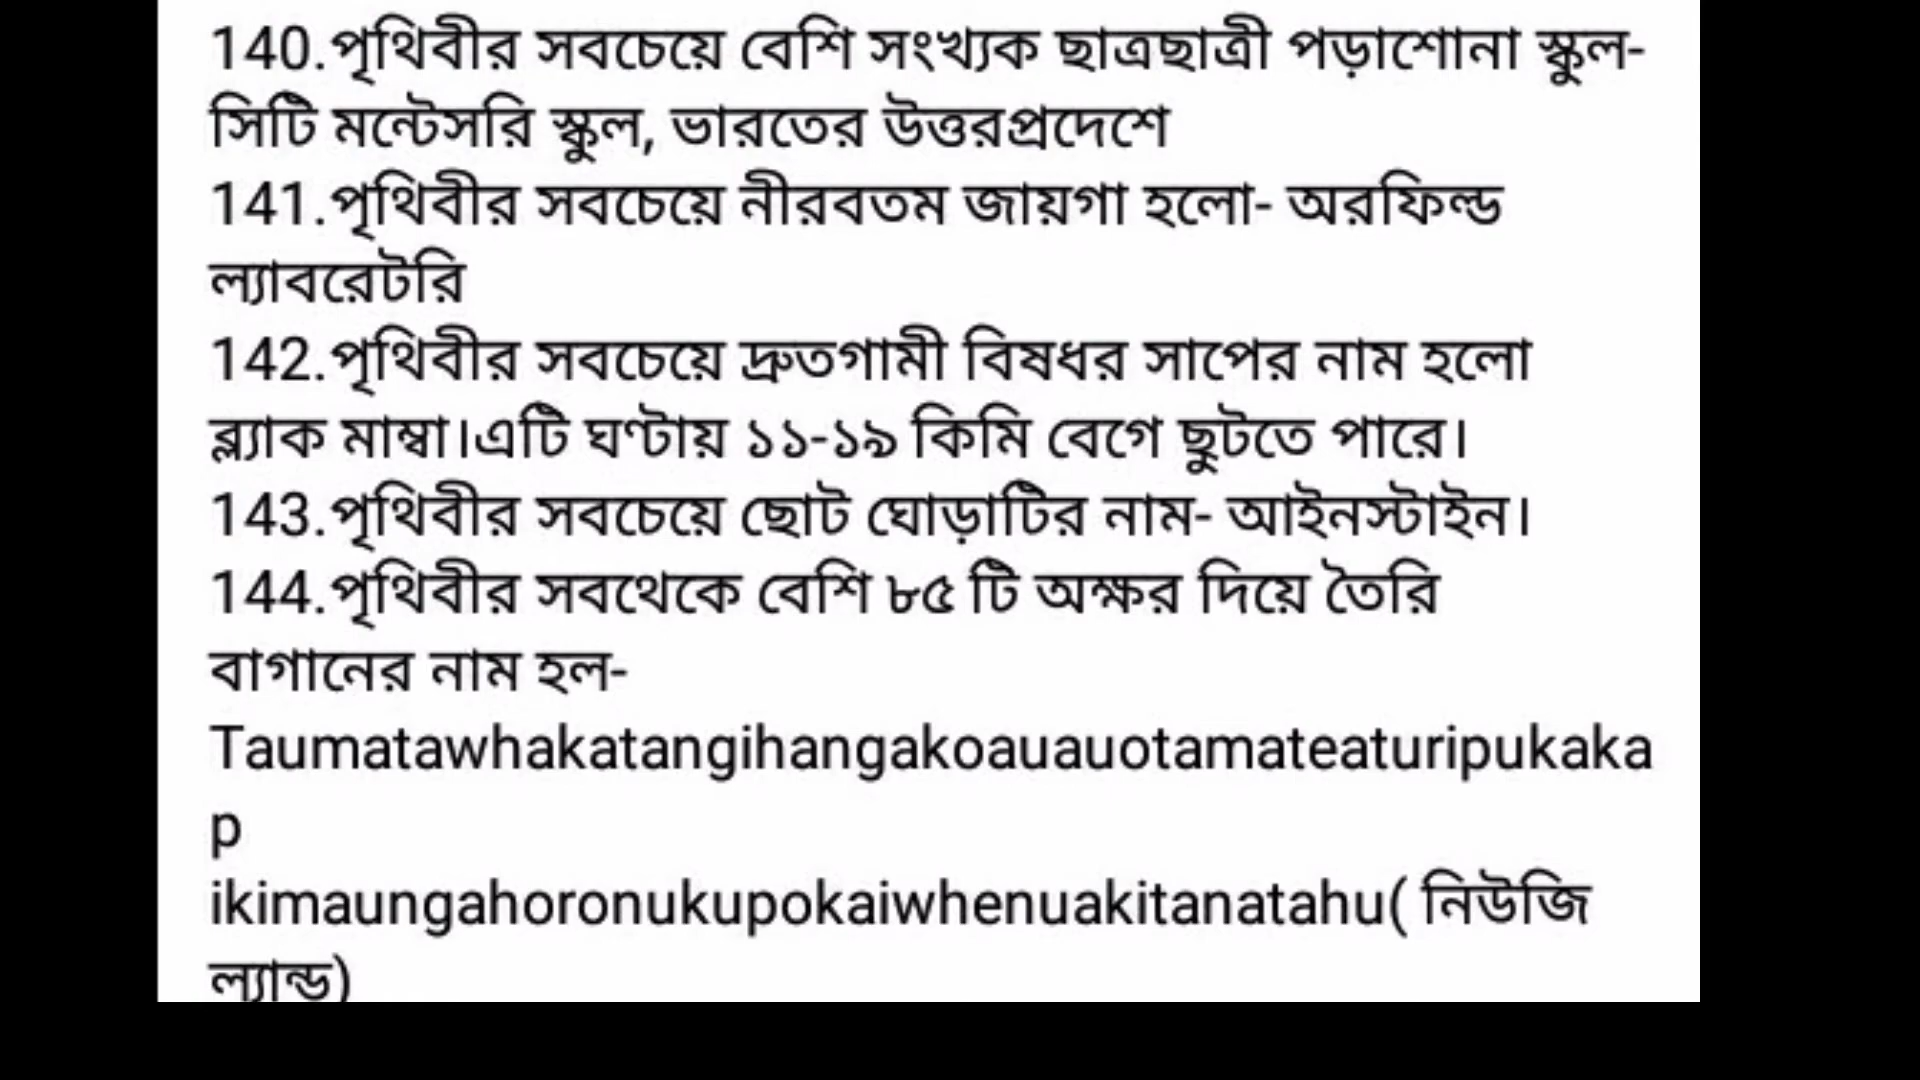 140.পৃথিবীর সবচেয়ে বেশি সংখ্যক ছাত্রছাত্রী পড়াশোনা স্কুল-
সিটি মন্টেসরি স্কুল, ভারতের উত্তরপ্রদেশে
141.পৃথিবীর সবচেয়ে নীরবতম জায়গা হলো- অরফিল্ড
ল্যাবরেটরি
142.পৃথিবীর সবচেয়ে দ্রুতগামী বিষধর সাপের নাম হলো
ব্ল্যাক মাম্বা।এটি ঘণ্টায় ১১-১৯ কিমি বেগে ছুটতে পারে।
143.পৃথিবীর সবচেয়ে ছোট ঘোড়াটির নাম- আইনস্টাইন।
144.পৃথিবীর সবথেকে বেশি ৮৫ টি অক্ষর দিয়ে তৈরি
বাগানের নাম হল-
Taumatawhakatangihangakoauauotamateaturipukaka
p
ikimaungahoronukupokaiwhenuakitanatahu( নিউজি
ল্যান্ড)